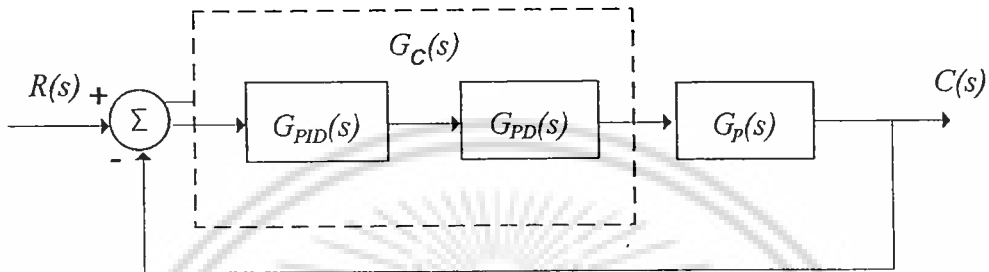 G_C(s)
R(s) + Σ - G_PID(s) G_PD(s) G_p(s) C(s)